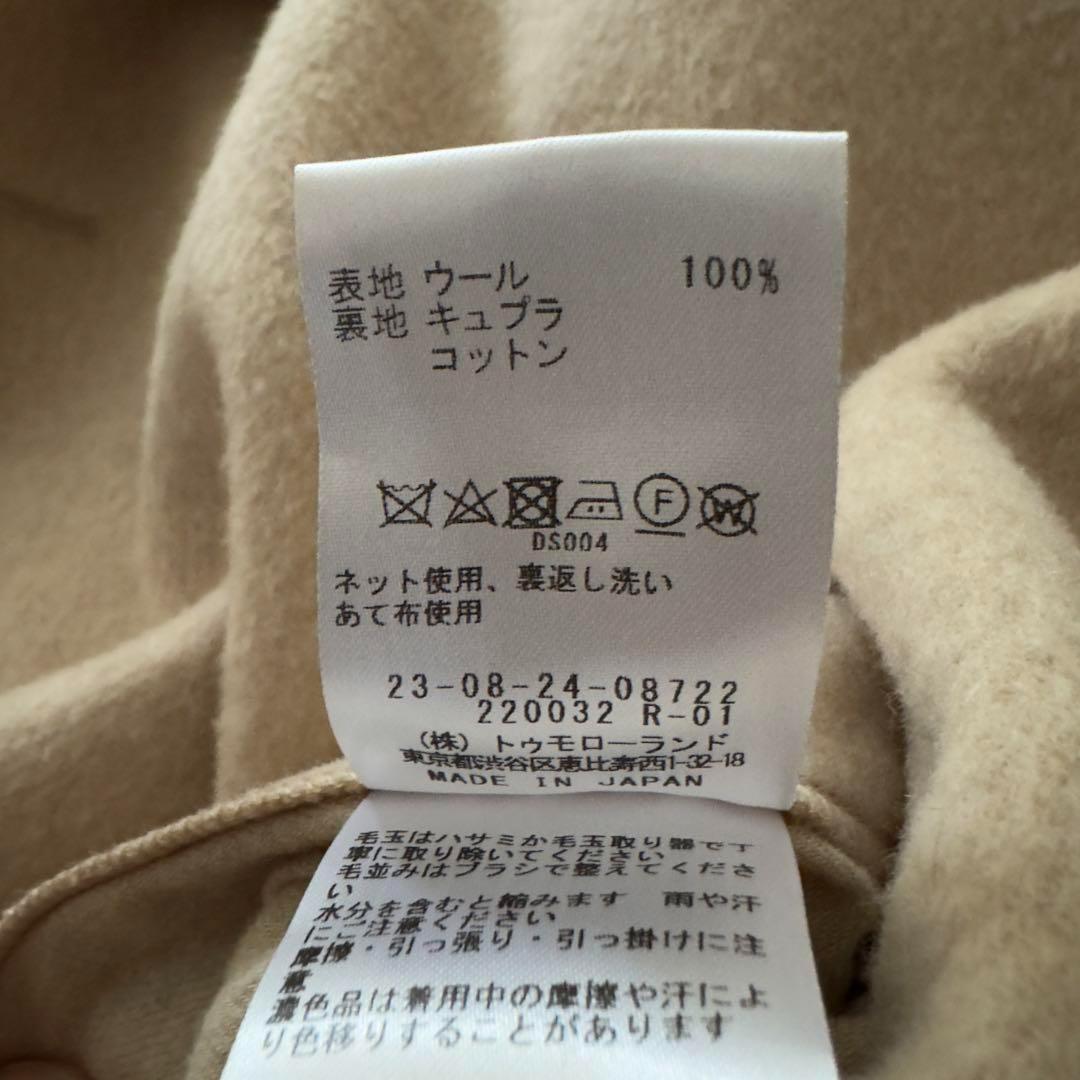 表地 ウール 100%
裏地 キュプラ
コットン
F W
DS004
ネット使用、裏返し洗い
あて布使用
23-08-24-08722
220032 R-01
(株) トゥモローランド
東京都渋谷区恵比寿西1-32-18
MADE IN JAPAN
毛玉はハサミか毛玉取り器で丁
寧に取り除いてください
毛並みはブラシで整えてくださ
い
水分を含むと縮みます 雨や汗
にご注意ください
摩擦・引っ張り・引っ掛けに注
意
濃色品は着用中の摩擦や汗によ
り色移りすることがあります